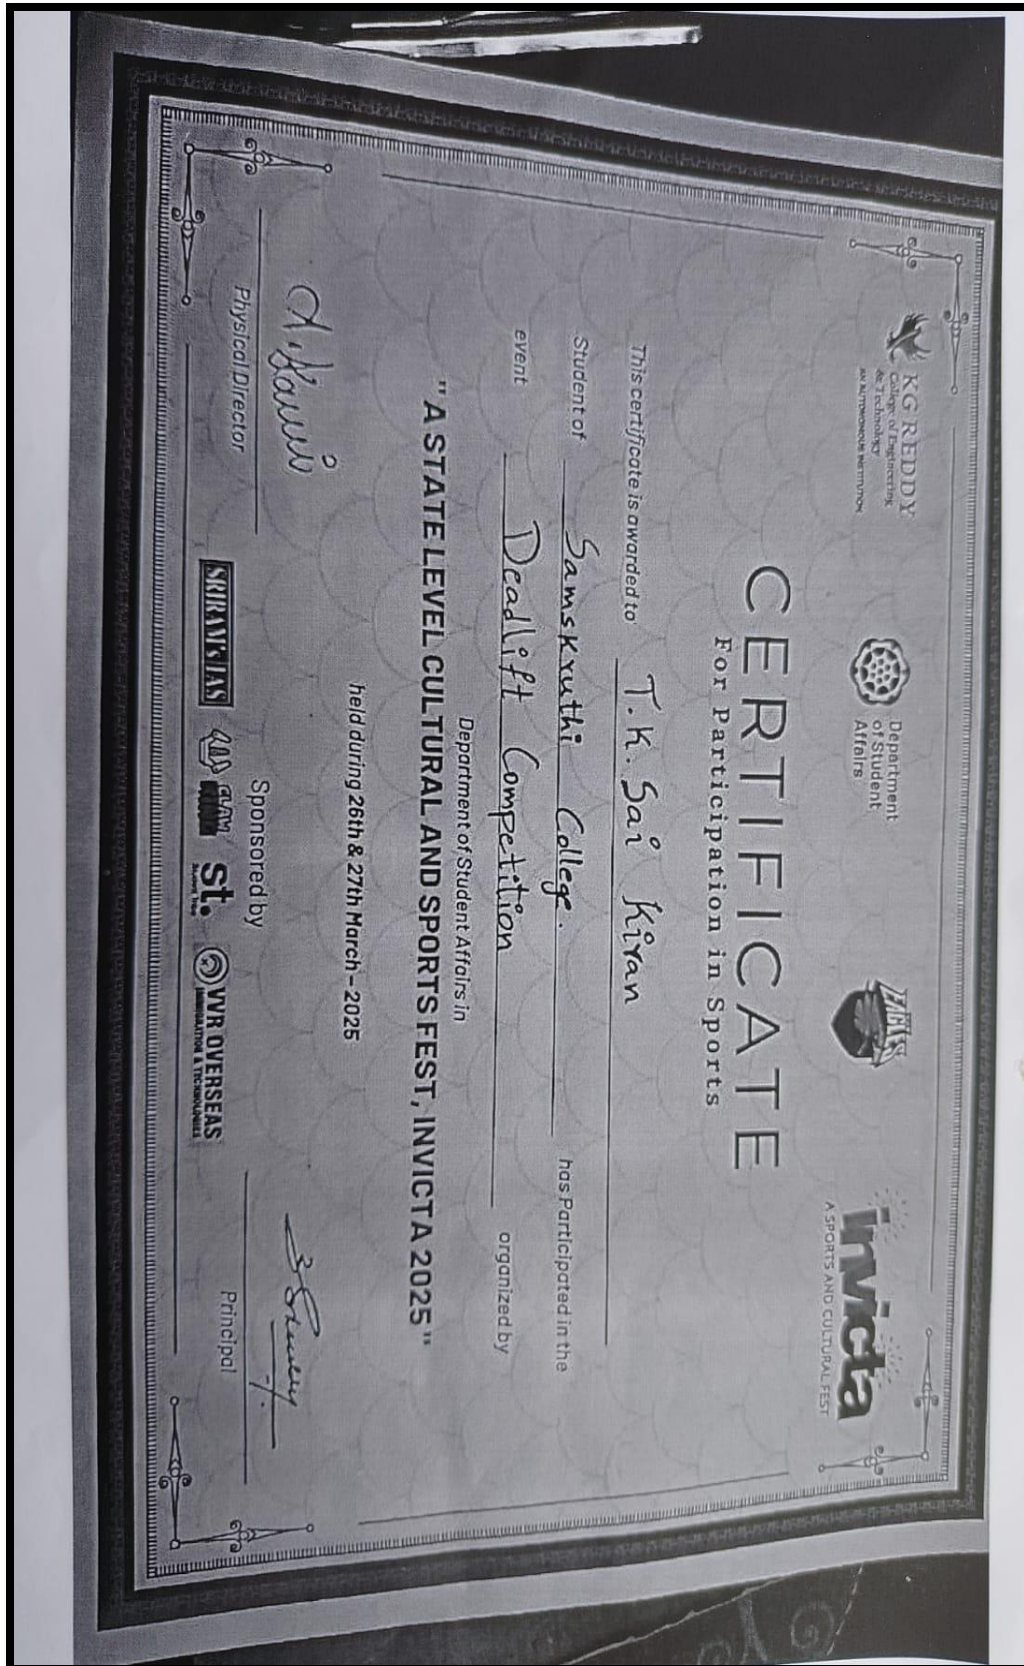 KG REDDY
College of Engineering
& Technology
AN AUTONOMOUS INSTITUTION
Department
of Student
Affairs
invicta
A SPORTS AND CULTURAL FEST
CERTIFICATE
For Participation in Sports
This certificate is awarded to T.K. Sai Kiran
Student of Samskruthi College. has Participated in the
event Deadlift Competition organized by
Department of Student Affairs in
"A STATE LEVEL CULTURAL AND SPORTS FEST, INVICTA 2025"
held during 26th & 27th March - 2025
Physical Director
Sponsored by
Principal
SRIRAM's IAS
CLAW
st.
VVR OVERSEAS
IMMIGRATION & TECHNOLOGIES